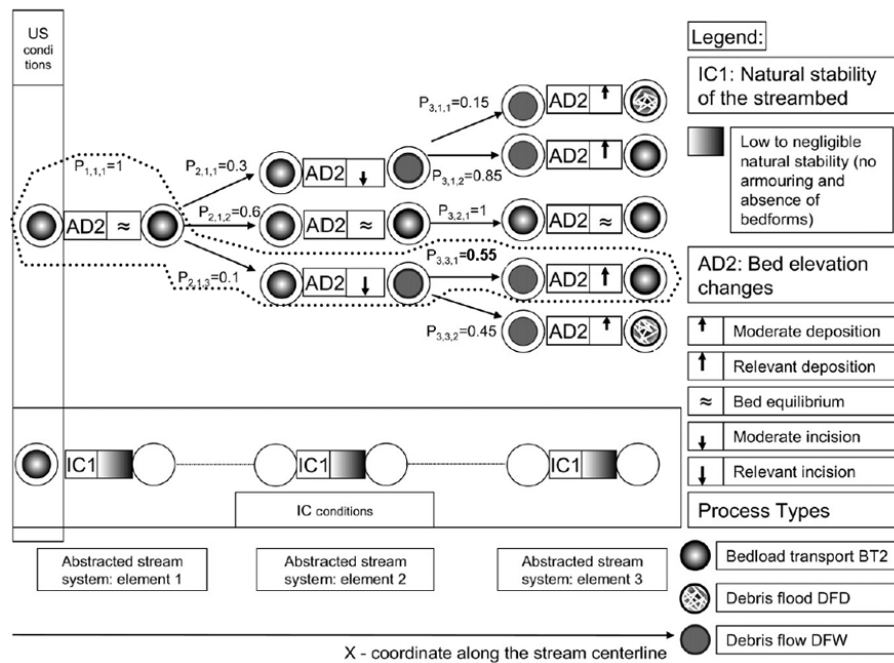 US
condi
tions
P1,1,1=1
AD2 ≈
P2,1,1=0.3
P2,1,2=0.6
P2,1,3=0.1
AD2
AD2 ≈
AD2
P3,1,1=0.15
P3,1,2=0.85
P3,2,1=1
P3,3,1=0.55
P3,3,2=0.45
AD2
AD2
AD2 ≈
AD2
AD2
IC1
IC1
IC1
IC conditions
Abstracted stream
system: element 1
Abstracted stream
system: element 2
Abstracted stream
system: element 3
X - coordinate along the stream centerline
Legend:
IC1: Natural stability
of the streambed
Low to negligible
natural stability (no
armouring and
absence of
bedforms)
AD2: Bed elevation
changes
Moderate deposition
Relevant deposition
≈ Bed equilibrium
Moderate incision
Relevant incision
Process Types
Bedload transport BT2
Debris flood DFD
Debris flow DFW